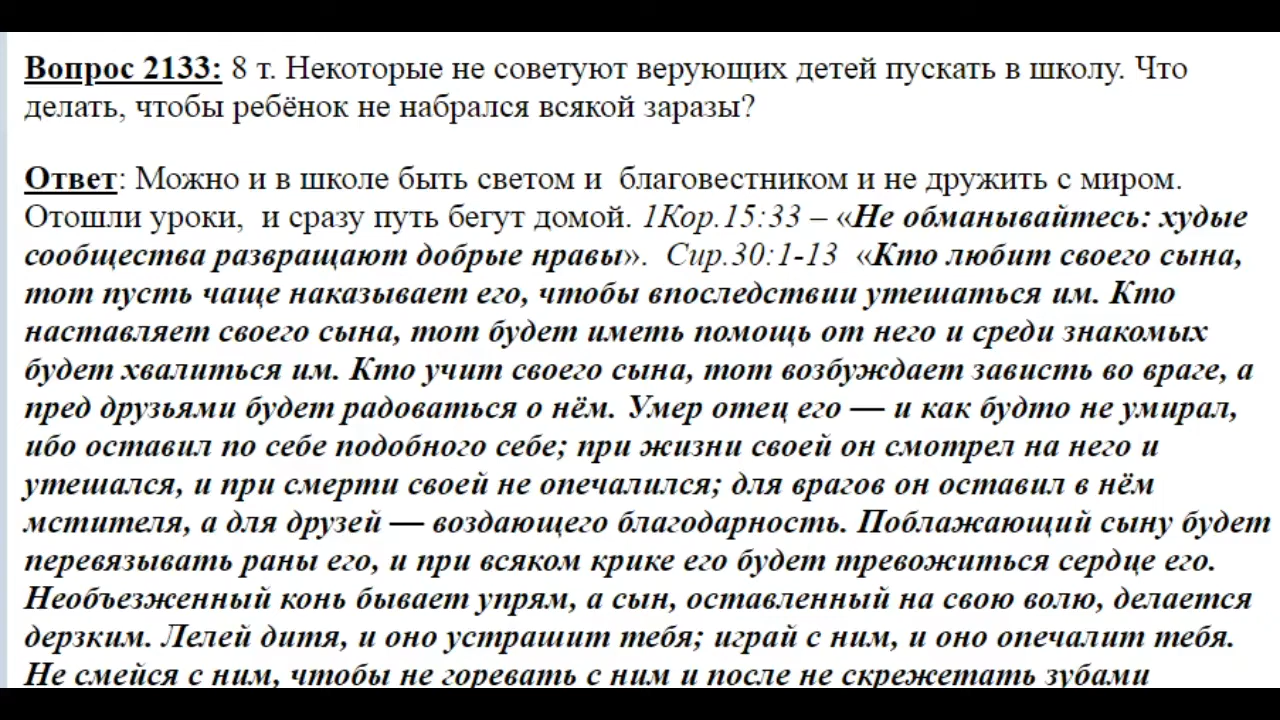 Вопрос 2133: 8 т. Некоторые не советуют верующих детей пускать в школу. Что
делать, чтобы ребёнок не набрался всякой заразы?
Ответ: Можно и в школе быть светом и  благовестником и не дружить с миром.
Отошли уроки,  и сразу путь бегут домой. 1Кор.15:33 – «Не обманывайтесь: худые
сообщества развращают добрые нравы».  Сир.30:1-13  «Кто любит своего сына,
тот пусть чаще наказывает его, чтобы впоследствии утешаться им. Кто
наставляет своего сына, тот будет иметь помощь от него и среди знакомых
будет хвалиться им. Кто учит своего сына, тот возбуждает зависть во враге, а
пред друзьями будет радоваться о нём. Умер отец его — и как будто не умирал,
ибо оставил по себе подобного себе; при жизни своей он смотрел на него и
утешался, и при смерти своей не опечалился; для врагов он оставил в нём
мстителя, а для друзей — воздающего благодарность. Поблажающий сыну будет
перевязывать раны его, и при всяком крике его будет тревожиться сердце его.
Необъезженный конь бывает упрям, а сын, оставленный на свою волю, делается
дерзким. Лелей дитя, и оно устрашит тебя; играй с ним, и оно опечалит тебя.
Не смейся с ним, чтобы не горевать с ним и после не скрежетать зубами